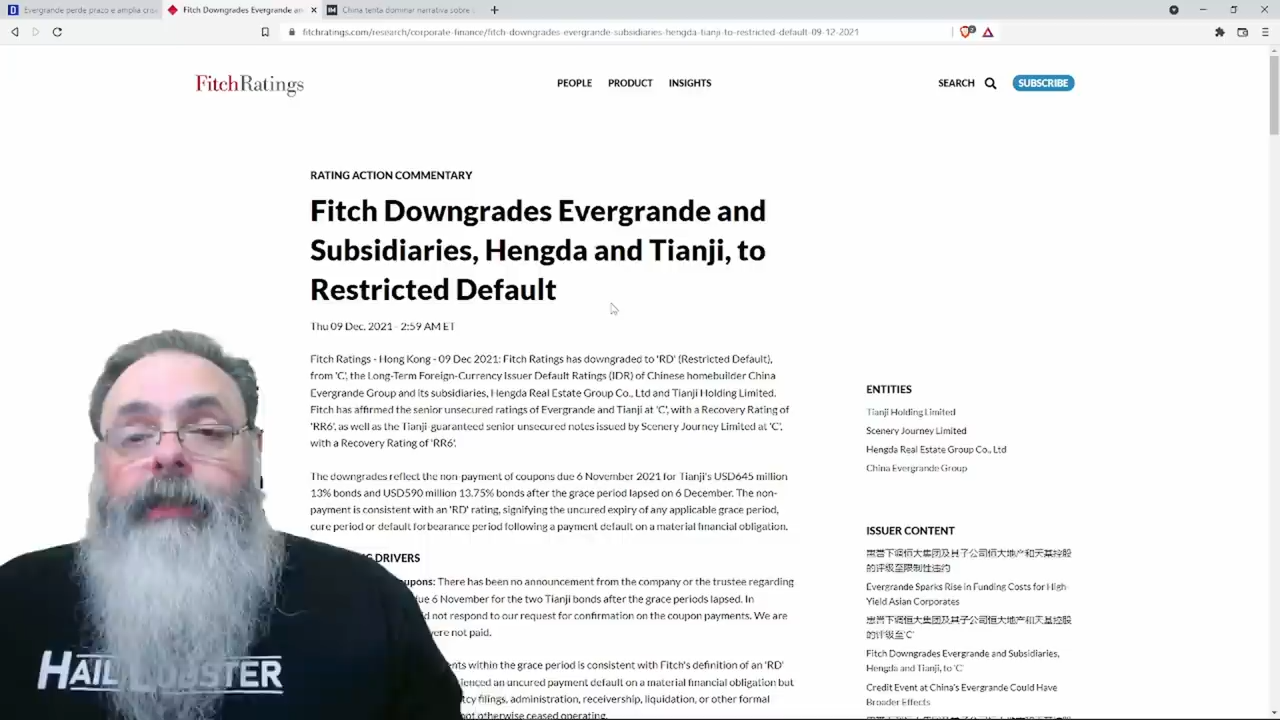 Evergrande perde prazo e amplia crise
Fitch Downgrades Evergrande an
China tenta dominar narrativa sobre
fitchratings.com/research/corporate-finance/fitch-downgrades-evergrande-subsidiaries-hengda-tianji-to-restricted-default-09-12-2021
FitchRatings
PEOPLE PRODUCT INSIGHTS
SEARCH
SUBSCRIBE
RATING ACTION COMMENTARY
Fitch Downgrades Evergrande and
Subsidiaries, Hengda and Tianji, to
Restricted Default
Thu 09 Dec, 2021 - 2:59 AM ET
Fitch Ratings - Hong Kong - 09 Dec 2021: Fitch Ratings has downgraded to 'RD' (Restricted Default),
from 'C', the Long-Term Foreign-Currency Issuer Default Ratings (IDR) of Chinese homebuilder China
Evergrande Group and its subsidiaries, Hengda Real Estate Group Co., Ltd and Tianji Holding Limited.
Fitch has affirmed the senior unsecured ratings of Evergrande and Tianji at 'C', with a Recovery Rating of
'RR6', as well as the Tianji-guaranteed senior unsecured notes issued by Scenery Journey Limited at 'C',
with a Recovery Rating of 'RR6'.
The downgrades reflect the non-payment of coupons due 6 November 2021 for Tianji's USD645 million
13% bonds and USD590 million 13.75% bonds after the grace period lapsed on 6 December. The non-
payment is consistent with an 'RD' rating, signifying the uncured expiry of any applicable grace period,
cure period or default forbearance period following a payment default on a material financial obligation.
DRIVERS
oupons: There has been no announcement from the company or the trustee regarding
due 6 November for the two Tianji bonds after the grace periods lapsed. In
not respond to our request for confirmation on the coupon payments. We are
were not paid.
within the grace period is consistent with Fitch's definition of an 'RD'
an uncured payment default on a material financial obligation but
filings, administration, receivership, liquidation, or other formal
not otherwise ceased operating.
ENTITIES
Tianji Holding Limited
Scenery Journey Limited
Hengda Real Estate Group Co., Ltd
China Evergrande Group
ISSUER CONTENT
惠誉下调恒大集团及其子公司恒大地产和天基控股
的评级至限制性违约
Evergrande Sparks Rise in Funding Costs for High-
Yield Asian Corporates
惠誉下调恒大集团及其子公司恒大地产和天基控股
的评级至'C'
Fitch Downgrades Evergrande and Subsidiaries,
Hengda and Tianji, to 'C'
Credit Event at China's Evergrande Could Have
Broader Effects